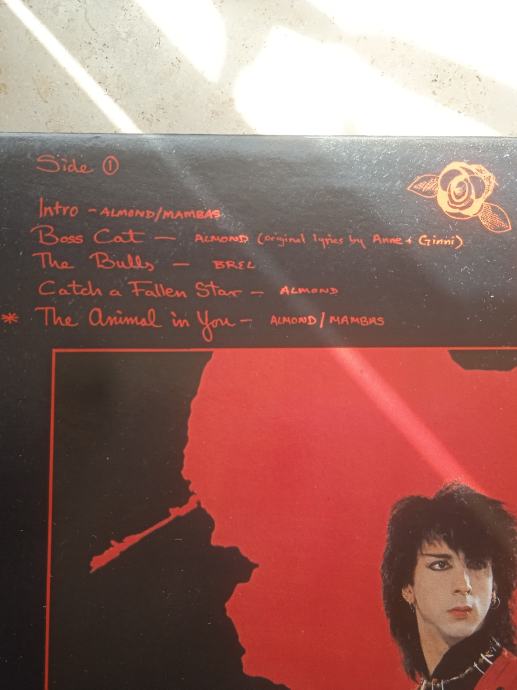 Side ①
Intro - ALMOND/MAMBAS
Boss Cat - ALMOND (original lyrics by Anne + Ginni)
The Bulls - BREL
Catch a Fallen Star - ALMOND
* The Animal in You - ALMOND/MAMBAS